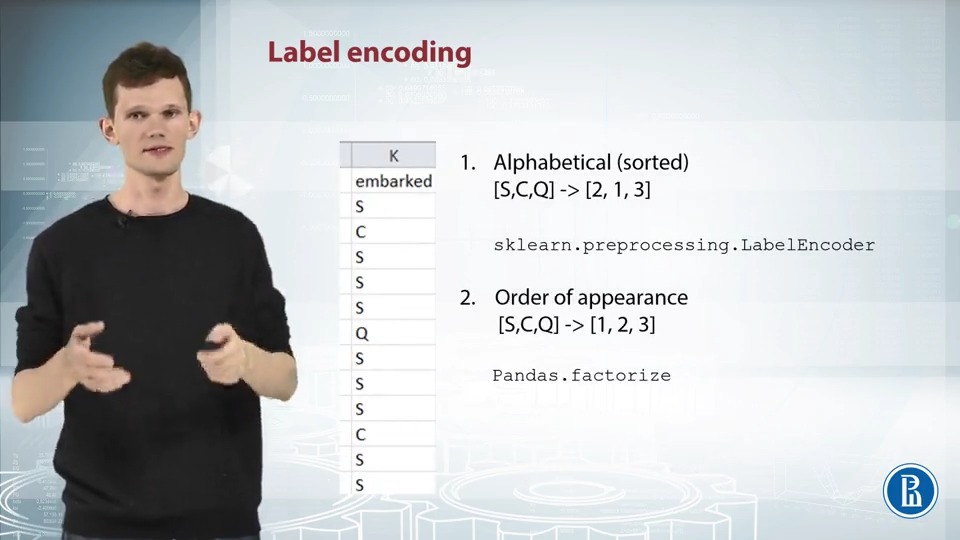 Label encoding
K
embarked
S
C
S
S
S
Q
S
S
S
C
S
S
1. Alphabetical (sorted)
[S,C,Q] -> [2, 1, 3]
sklearn.preprocessing.LabelEncoder
2. Order of appearance
[S,C,Q] -> [1, 2, 3]
Pandas.factorize